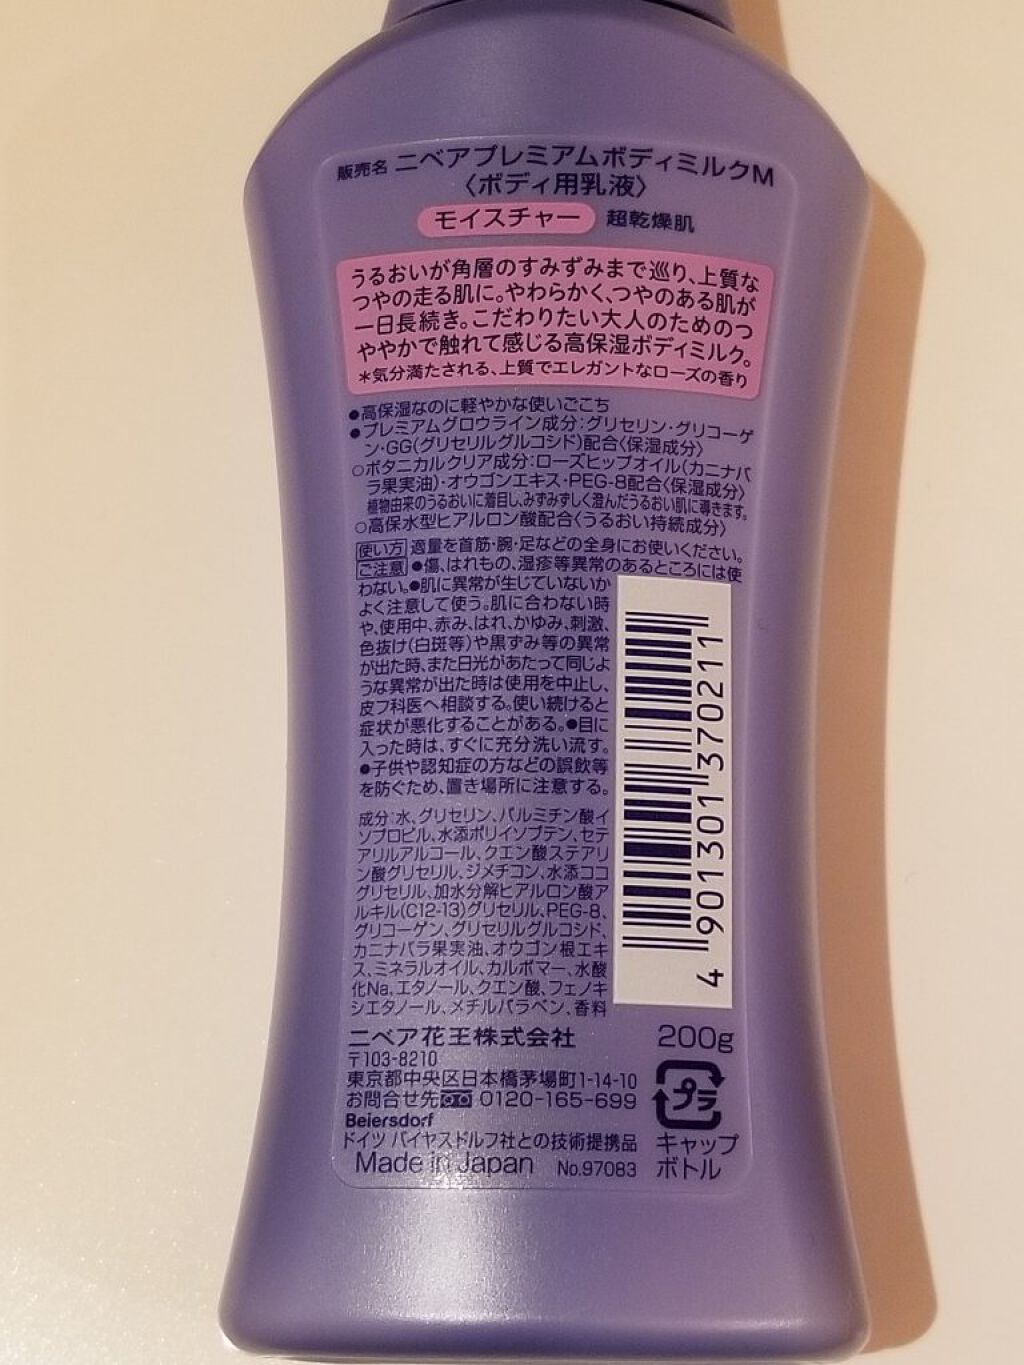 販売名 ニベアプレミアムボディミルクM
〈ボディ用乳液〉
モイスチャー 超乾燥肌
うるおいが角層のすみずみまで巡り、上質な
つやの走る肌に。やわらかく、つやのある肌が
一日長続き。こだわりたい大人のためのつ
ややかで触れて感じる高保湿ボディミルク。
*気分満たされる、上質でエレガントなローズの香り
●高保湿なのに軽やかな使いごこち
●プレミアムグロウライン成分:グリセリン・グリコーゲ
ン・GG(グリセリルグルコシド)配合〈保湿成分〉
○ボタニカルクリア成分:ローズヒップオイル(カニナバ
ラ果実油)・オウゴンエキス・PEG-8配合〈保湿成分〉
植物由来のうるおいに着目し、みずみずしく澄んだうるおい肌に導きます。
○高保水型ヒアルロン酸配合〈うるおい持続成分〉
使い方 適量を首筋・腕・足などの全身にお使いください。
ご注意 ●傷、はれもの、湿疹等異常のあるところには使
わない。●肌に異常が生じていないか
よく注意して使う。肌に合わない時
や、使用中、赤み、はれ、かゆみ、刺激、
色抜け(白斑等)や黒ずみ等の異常
が出た時、また日光があたって同じよ
うな異常が出た時は使用を中止し、
皮フ科医へ相談する。使い続けると
症状が悪化することがある。●目に
入った時は、すぐに充分洗い流す。
●子供や認知症の方などの誤飲等
を防ぐため、置き場所に注意する。
成分:水、グリセリン、パルミチン酸イ
ソプロピル、水添ポリイソブテン、セテ
アリルアルコール、クエン酸ステアリ
ン酸グリセリル、ジメチコン、水添ココ
グリセリル、加水分解ヒアルロン酸ア
ルキル(C12-13)グリセリル、PEG-8、
グリコーゲン、グリセリルグルコシド、
カニナバラ果実油、オウゴン根エキ
ス、ミネラルオイル、カルボマー、水酸
化Na、エタノール、クエン酸、フェノキ
シエタノール、メチルパラベン、香料
4 901301 370211
ニベア花王株式会社
200g
〒103-8210
東京都中央区日本橋茅場町1-14-10
お問合せ先 0120-165-699
Beiersdorf
ドイツ バイヤスドルフ社との技術提携品
Made in Japan No.97083
プラ
キャップ
ボトル